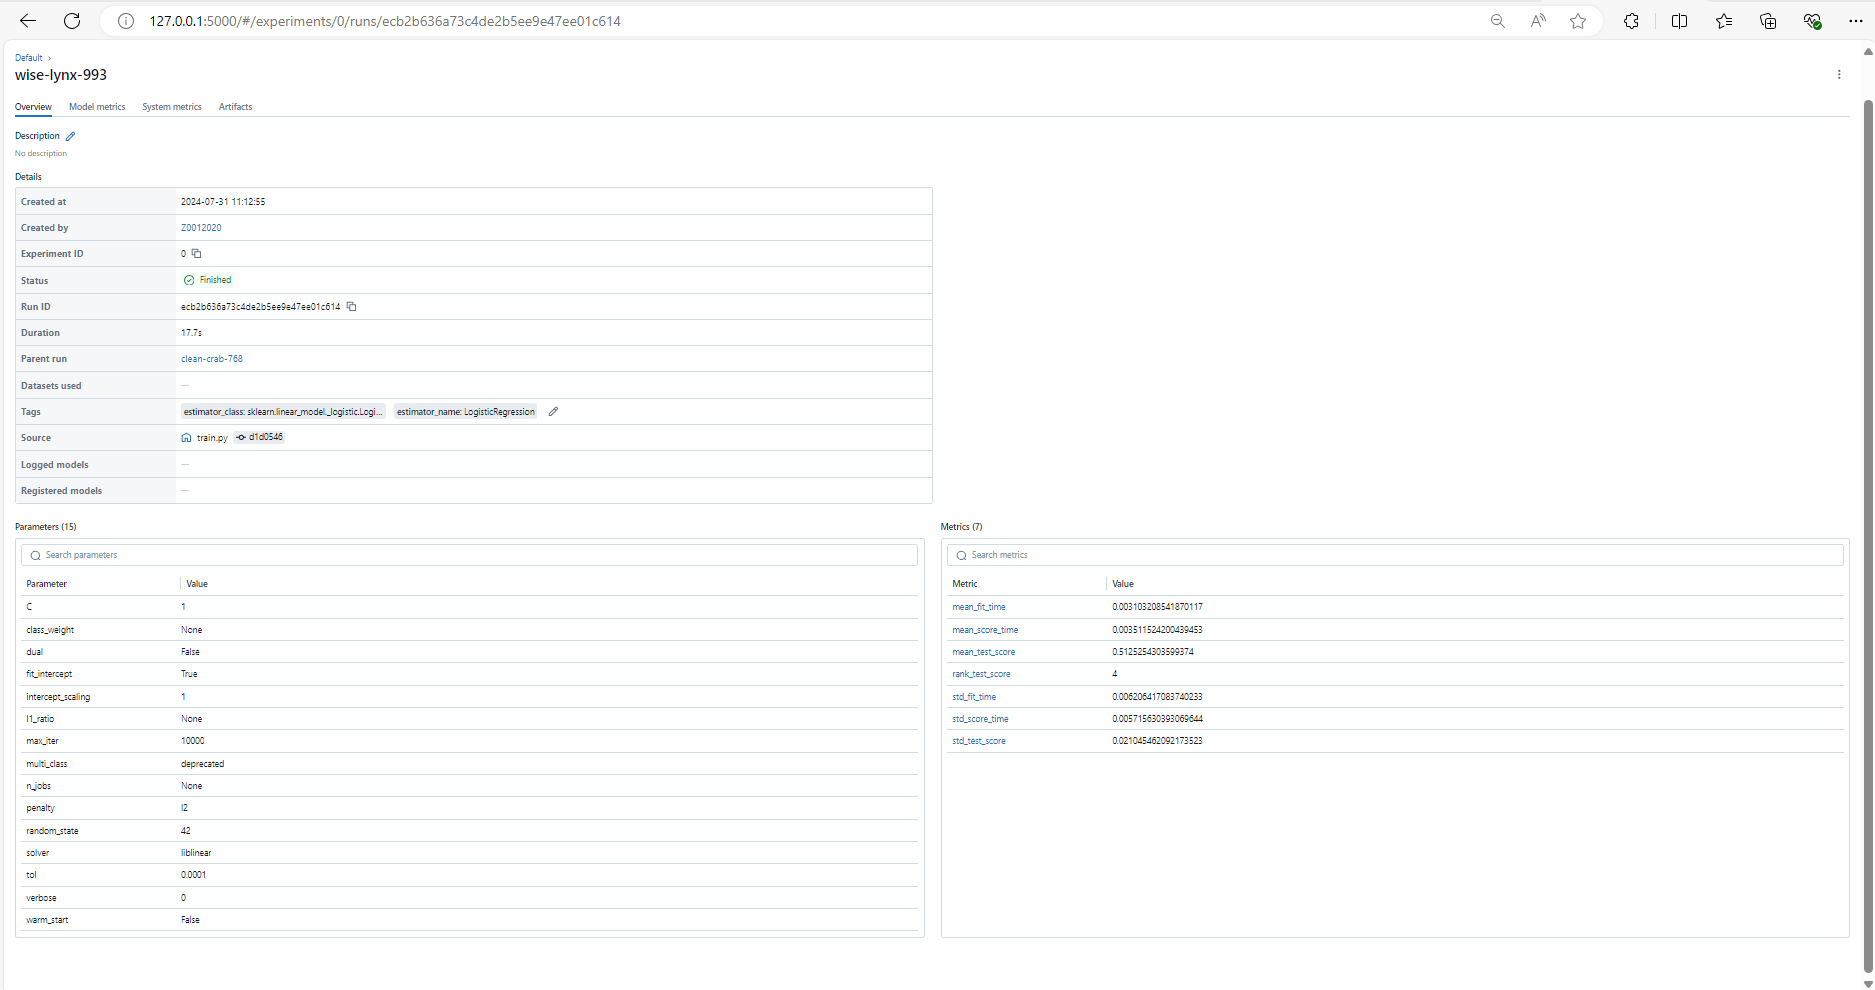 127.0.0.1:5000/#/experiments/0/runs/ecb2b636a73c4de2b5ee9e47ee01c614
Default
wise-lynx-993
Overview Model metrics System metrics Artifacts
Description
No description
Details
Created at 2024-07-31 11:12:55
Created by Z0012020
Experiment ID 0
Status Finished
Run ID ecb2b636a73c4de2b5ee9e47ee01c614
Duration 17.7s
Parent run clean-crab-768
Datasets used —
Tags estimator_class: sklearn.linear_model._logistic.Logi... estimator_name: LogisticRegression
Source train.py d1d0546
Logged models —
Registered models —
Parameters (15)
Search parameters
Parameter Value
C 1
class_weight None
dual False
fit_intercept True
intercept_scaling 1
l1_ratio None
max_iter 10000
multi_class deprecated
n_jobs None
penalty l2
random_state 42
solver liblinear
tol 0.0001
verbose 0
warm_start False
Metrics (7)
Search metrics
Metric Value
mean_fit_time 0.003103208541870117
mean_score_time 0.003511524200439453
mean_test_score 0.5125254303599374
rank_test_score 4
std_fit_time 0.006206417083740233
std_score_time 0.005715630393069644
std_test_score 0.021045462092173523